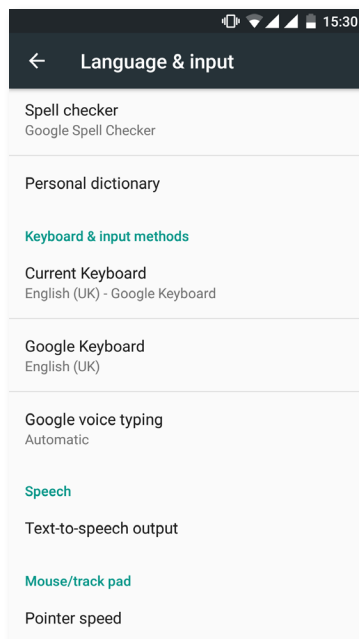 15:30
Language & input
Spell checker
Google Spell Checker
Personal dictionary
Keyboard & input methods
Current Keyboard
English (UK) - Google Keyboard
Google Keyboard
English (UK)
Google voice typing
Automatic
Speech
Text-to-speech output
Mouse/track pad
Pointer speed